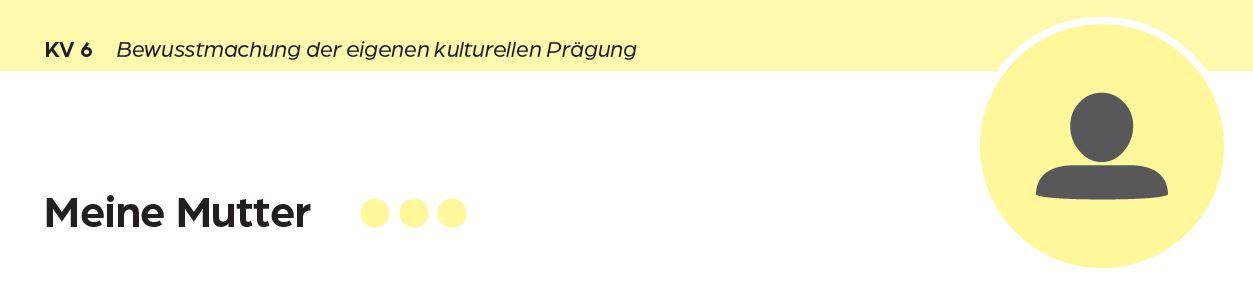 KV 6 Bewusstmachung der eigenen kulturellen Prägung
Meine Mutter